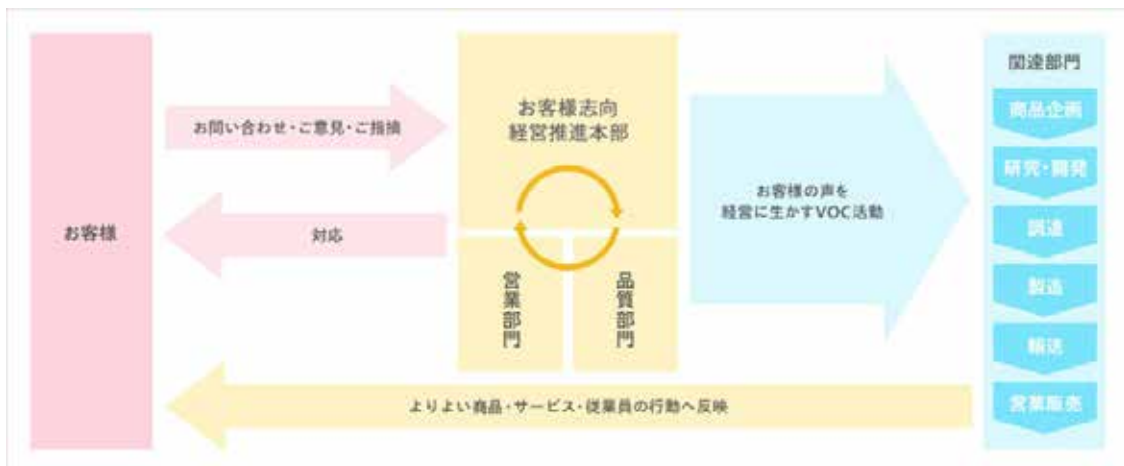 お客様
お問い合わせ・ご意見・ご指摘
対応
お客様志向
経営推進本部
営業部門
品質部門
お客様の声を
経営に生かすVOC活動
関連部門
商品企画
研究・開発
調達
製造
輸送
営業販売
よりよい商品・サービス・従業員の行動へ反映